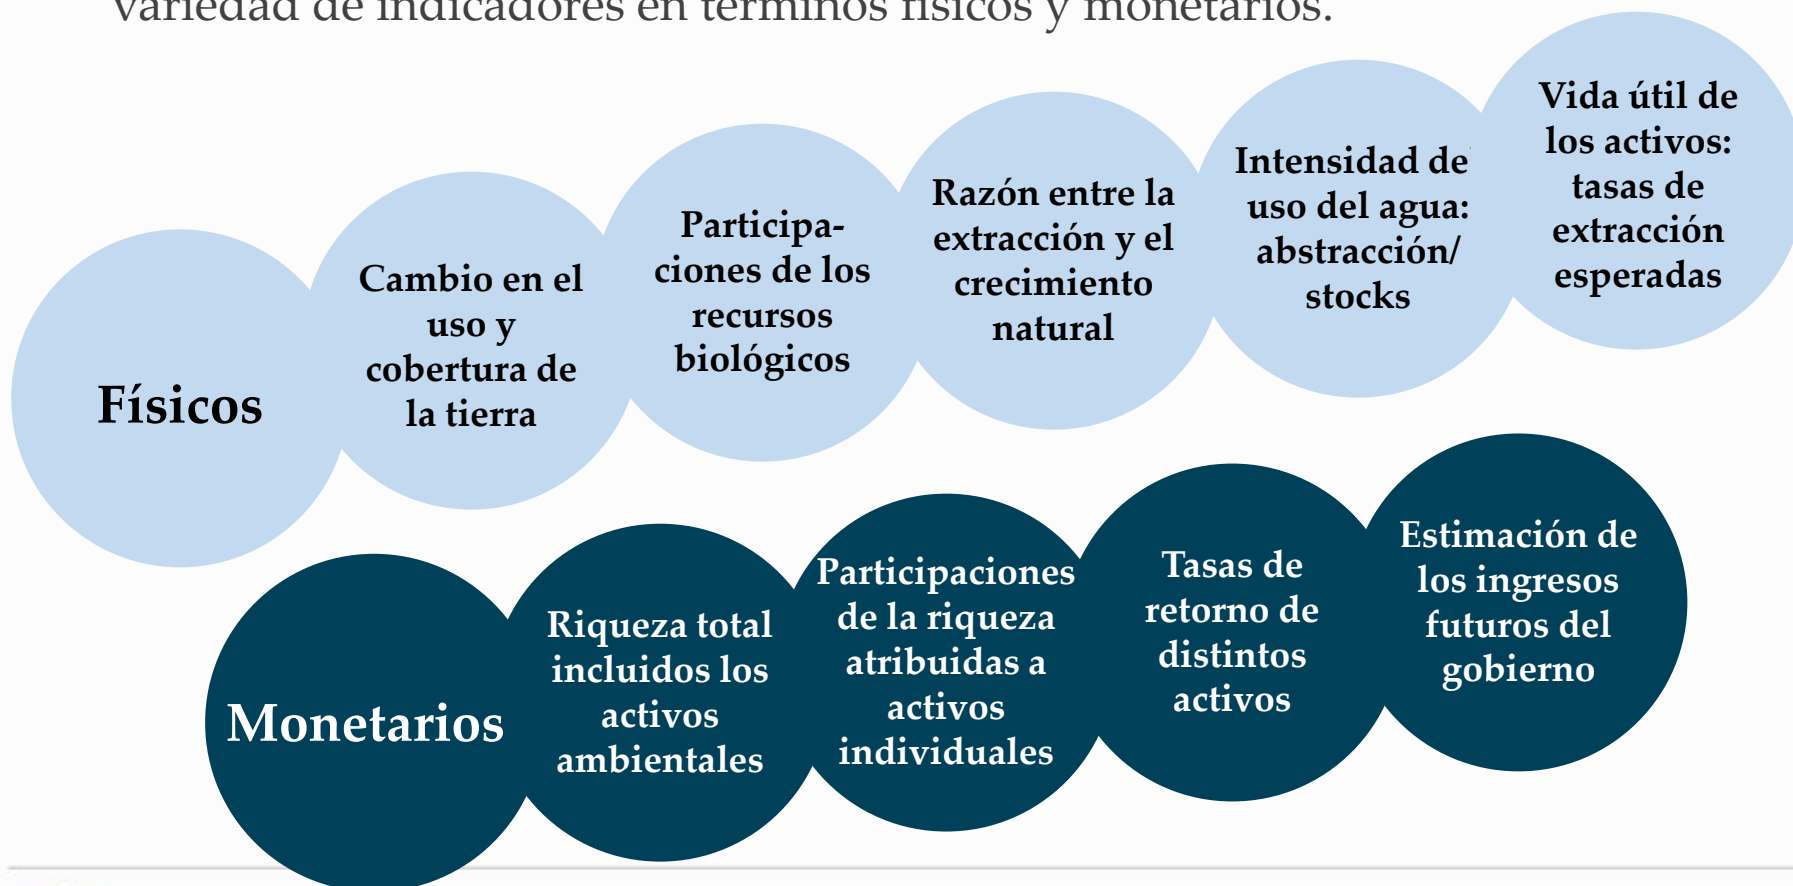 variedad de indicadores en términos físicos y monetarios.
Físicos
Cambio en el
uso y
cobertura de
la tierra
Participa-
ciones de los
recursos
biológicos
Razón entre la
extracción y el
crecimiento
natural
Intensidad de
uso del agua:
abstracción/
stocks
Vida útil de
los activos:
tasas de
extracción
esperadas
Monetarios
Riqueza total
incluidos los
activos
ambientales
Participaciones
de la riqueza
atribuidas a
activos
individuales
Tasas de
retorno de
distintos
activos
Estimación de
los ingresos
futuros del
gobierno